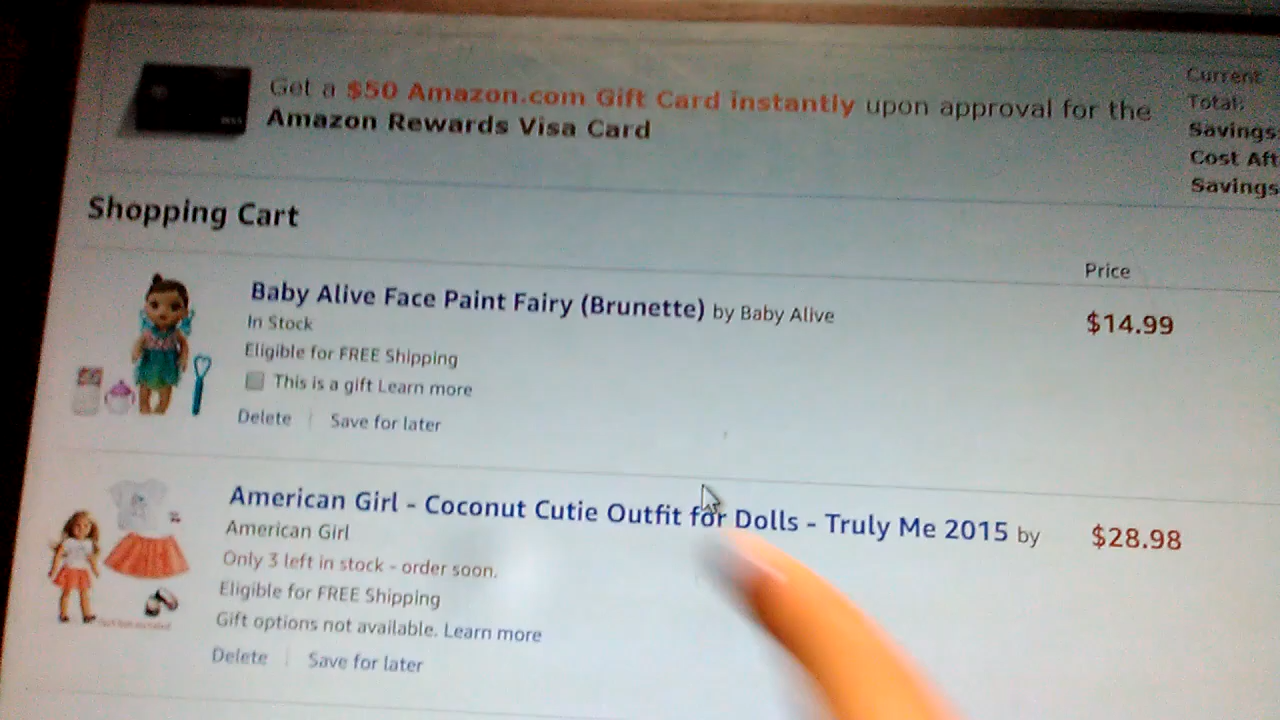 Get a $50 Amazon.com Gift Card instantly upon approval for the
Amazon Rewards Visa Card
Current
Total:
Savings
Cost Aft
Savings
Shopping Cart
Price
Baby Alive Face Paint Fairy (Brunette) by Baby Alive
$14.99
In Stock
Eligible for FREE Shipping
This is a gift Learn more
Delete | Save for later
American Girl - Coconut Cutie Outfit for Dolls - Truly Me 2015 by
$28.98
American Girl
Only 3 left in stock - order soon.
Eligible for FREE Shipping
Gift options not available. Learn more
Delete | Save for later